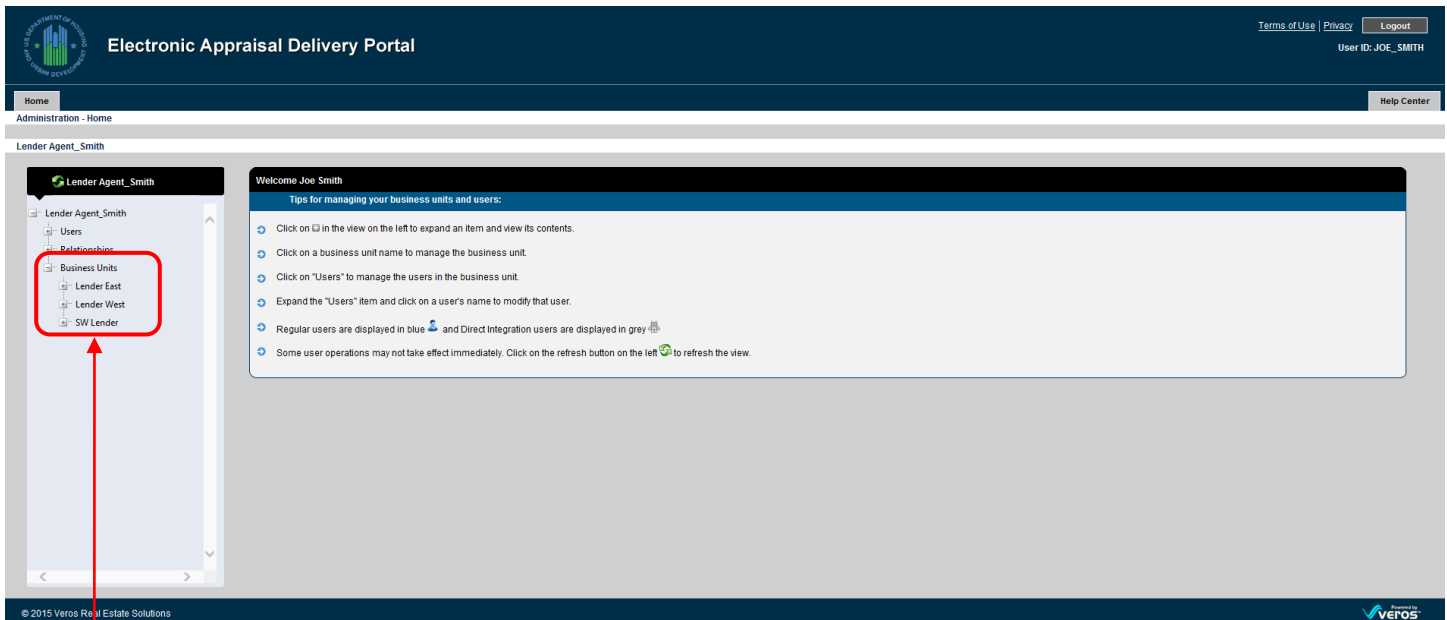 U.S. DEPARTMENT OF HOUSING AND URBAN DEVELOPMENT
Electronic Appraisal Delivery Portal
Terms of Use | Privacy
Logout
User ID: JOE_SMITH
Home
Help Center
Administration - Home
Lender Agent_Smith
Lender Agent_Smith
Lender Agent_Smith
Users
Relationships
Business Units
Lender East
Lender West
SW Lender
Welcome Joe Smith
Tips for managing your business units and users:
Click on in the view on the left to expand an item and view its contents.
Click on a business unit name to manage the business unit.
Click on "Users" to manage the users in the business unit.
Expand the "Users" item and click on a user's name to modify that user.
Regular users are displayed in blue and Direct Integration users are displayed in grey
Some user operations may not take effect immediately. Click on the refresh button on the left to refresh the view.
© 2015 Veros Real Estate Solutions
Powered by
veros